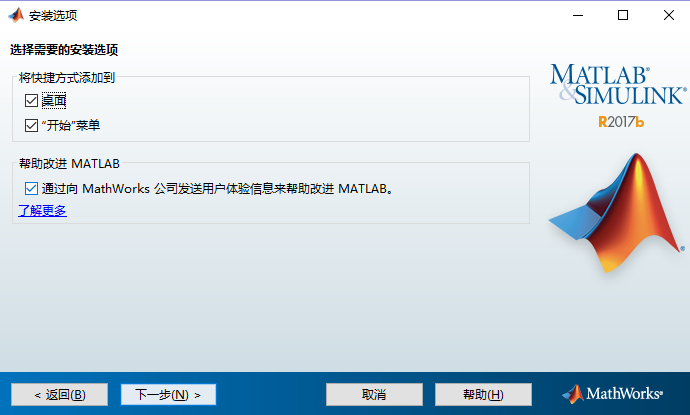 安装选项
选择需要的安装选项
将快捷方式添加到
桌面
“开始”菜单
帮助改进 MATLAB
通过向 MathWorks 公司发送用户体验信息来帮助改进 MATLAB。
了解更多
MATLAB®
&SIMULINK®
R2017b
< 返回(B)
下一步(N) >
取消
帮助(H)
MathWorks®